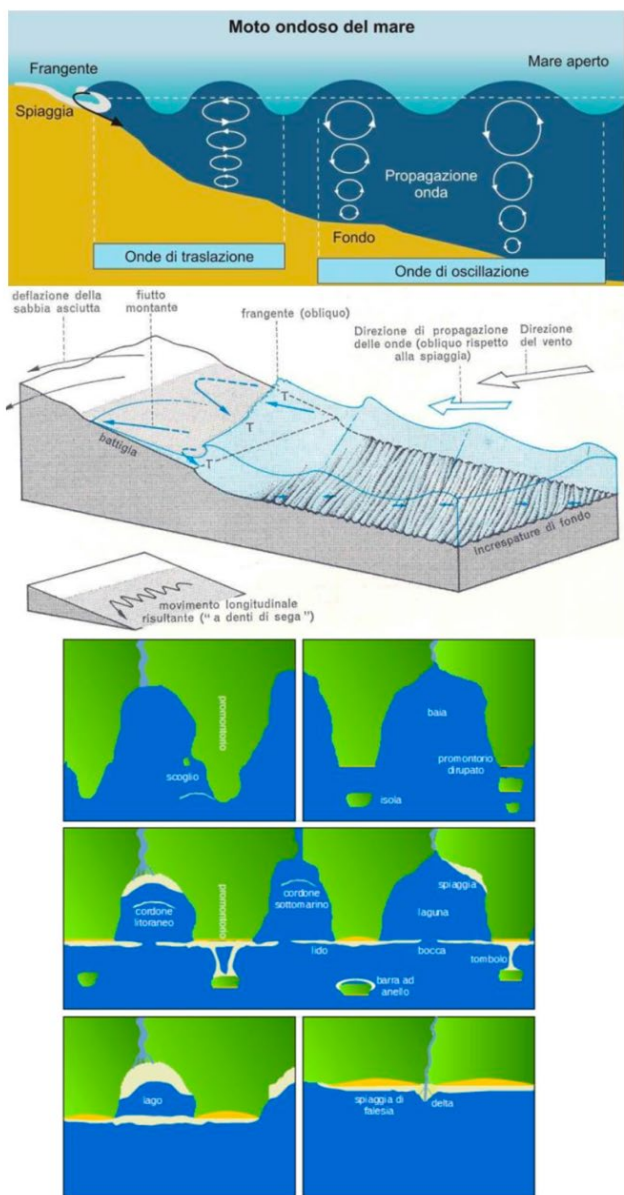 Moto ondoso del mare
Frangente
Mare aperto
Spiaggia
Propagazione
onda
Fondo
Onde di traslazione
Onde di oscillazione
deflazione della
sabbia asciutta
fiutto
montante
frangente (obliquo)
Direzione di propagazione
delle onde (obliquo rispetto
alla spiaggia)
Direzione
del vento
T
T
T
battigia
increspature di fondo
movimento longitudinale
risultante ("a denti di sega")
promontorio
scoglio
baia
promontorio
dirupato
isola
cordone
litoraneo
promontorio
cordone
sottomarino
spiaggia
laguna
lido
bocca
tombolo
barra ad
anello
lago
spiaggia di
falesia
delta